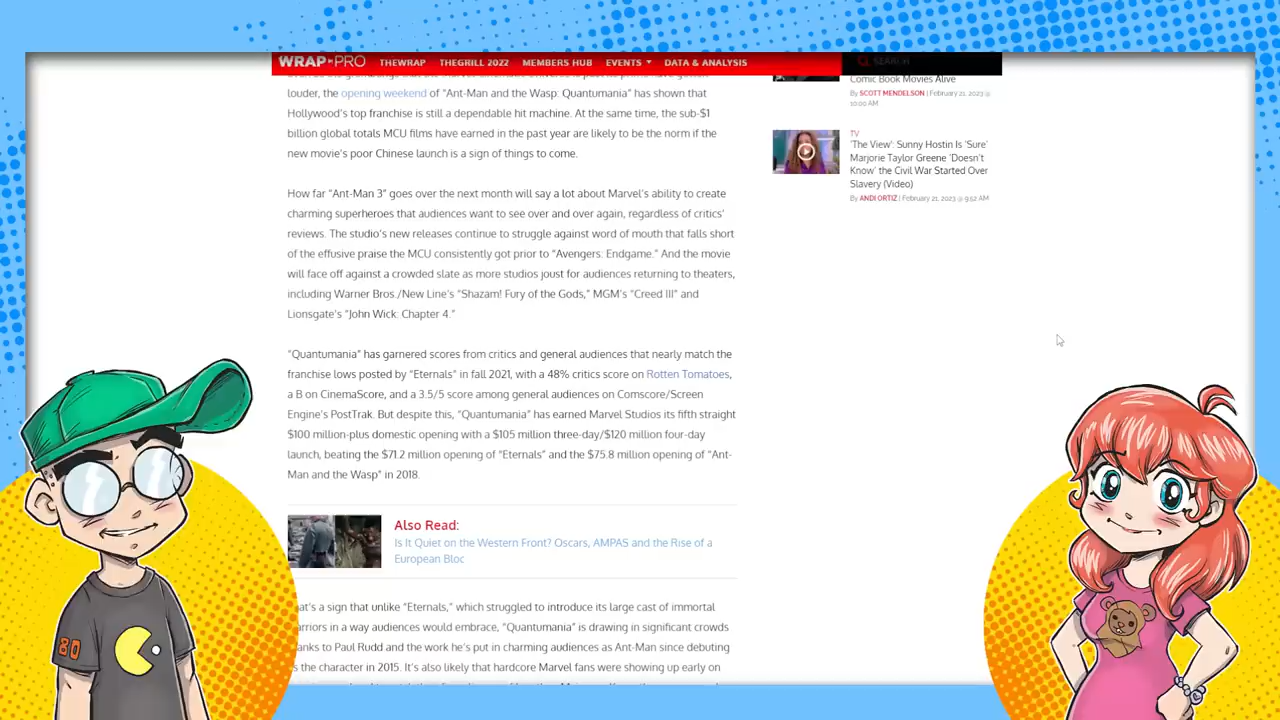 WRAP PRO THEWRAP THEGRILL 2022 MEMBERS HUB EVENTS DATA & ANALYSIS
louder, the opening weekend of “Ant-Man and the Wasp: Quantumania” has shown that
Hollywood’s top franchise is still a dependable hit machine. At the same time, the sub-$1
billion global totals MCU films have earned in the past year are likely to be the norm if the
new movie’s poor Chinese launch is a sign of things to come.
How far “Ant-Man 3” goes over the next month will say a lot about Marvel’s ability to create
charming superheroes that audiences want to see over and over again, regardless of critics’
reviews. The studio’s new releases continue to struggle against word of mouth that falls short
of the effusive praise the MCU consistently got prior to “Avengers: Endgame.” And the movie
will face off against a crowded slate as more studios joust for audiences returning to theaters,
including Warner Bros./New Line’s “Shazam! Fury of the Gods,” MGM’s “Creed III” and
Lionsgate’s “John Wick: Chapter 4.”
“Quantumania” has garnered scores from critics and general audiences that nearly match the
franchise lows posted by “Eternals” in fall 2021, with a 48% critics score on Rotten Tomatoes,
a B on CinemaScore, and a 3.5/5 score among general audiences on Comscore/Screen
Engine’s PostTrak. But despite this, “Quantumania” has earned Marvel Studios its fifth straight
$100 million-plus domestic opening with a $105 million three-day/$120 million four-day
launch, beating the $71.2 million opening of “Eternals” and the $75.8 million opening of “Ant-
Man and the Wasp” in 2018.
Also Read:
Is It Quiet on the Western Front? Oscars, AMPAS and the Rise of a
European Bloc
hat’s a sign that unlike “Eternals,” which struggled to introduce its large cast of immortal
arriors in a way audiences would embrace, “Quantumania” is drawing in significant crowds
hanks to Paul Rudd and the work he’s put in charming audiences as Ant-Man since debuting
s the character in 2015. It’s also likely that hardcore Marvel fans were showing up early on
Comic Book Movies Alive
By SCOTT MENDELSON | February 21, 2023 @
10:00 AM
TV
‘The View’: Sunny Hostin Is ‘Sure’
Marjorie Taylor Greene ‘Doesn’t
Know’ the Civil War Started Over
Slavery (Video)
By ANDI ORTIZ | February 21, 2023 @ 9:52 AM
80